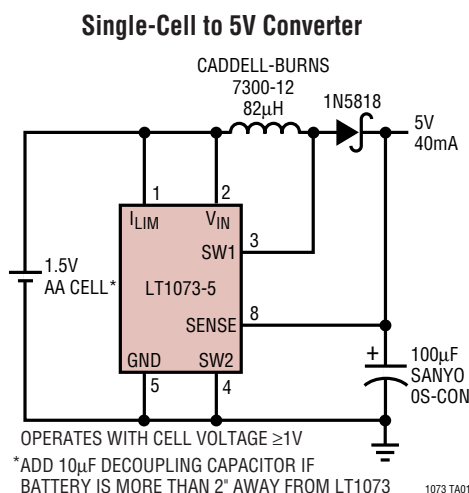 Single-Cell to 5V Converter
CADDELL-BURNS
7300-12
82μH
1N5818
5V
40mA
1
2
I_LIM
V_IN
SW1
3
1.5V
AA CELL*
LT1073-5
SENSE
8
GND
SW2
5
4
+
100μF
SANYO
0S-CON
OPERATES WITH CELL VOLTAGE ≥1V
*ADD 10μF DECOUPLING CAPACITOR IF
BATTERY IS MORE THAN 2" AWAY FROM LT1073
1073 TA01